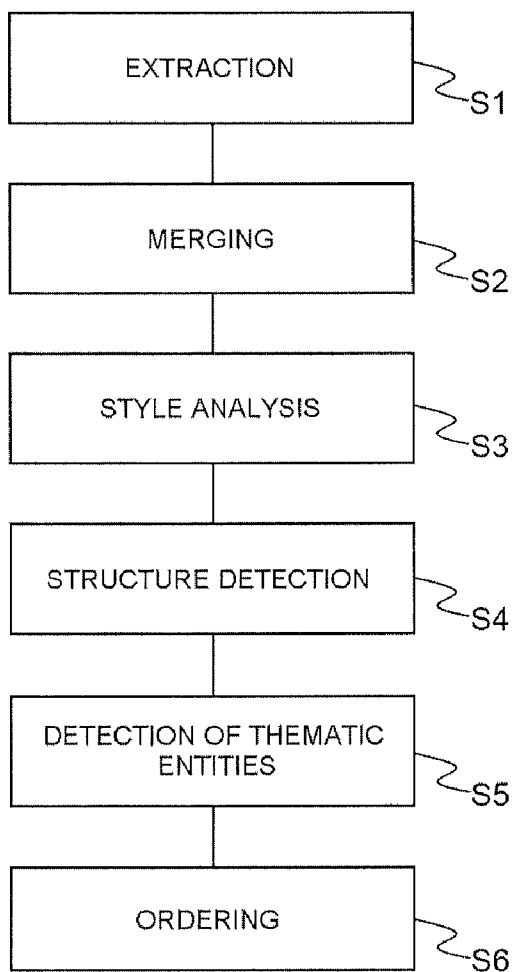 EXTRACTION
S1
MERGING
S2
STYLE ANALYSIS
S3
STRUCTURE DETECTION
S4
DETECTION OF THEMATIC
ENTITIES
S5
ORDERING
S6